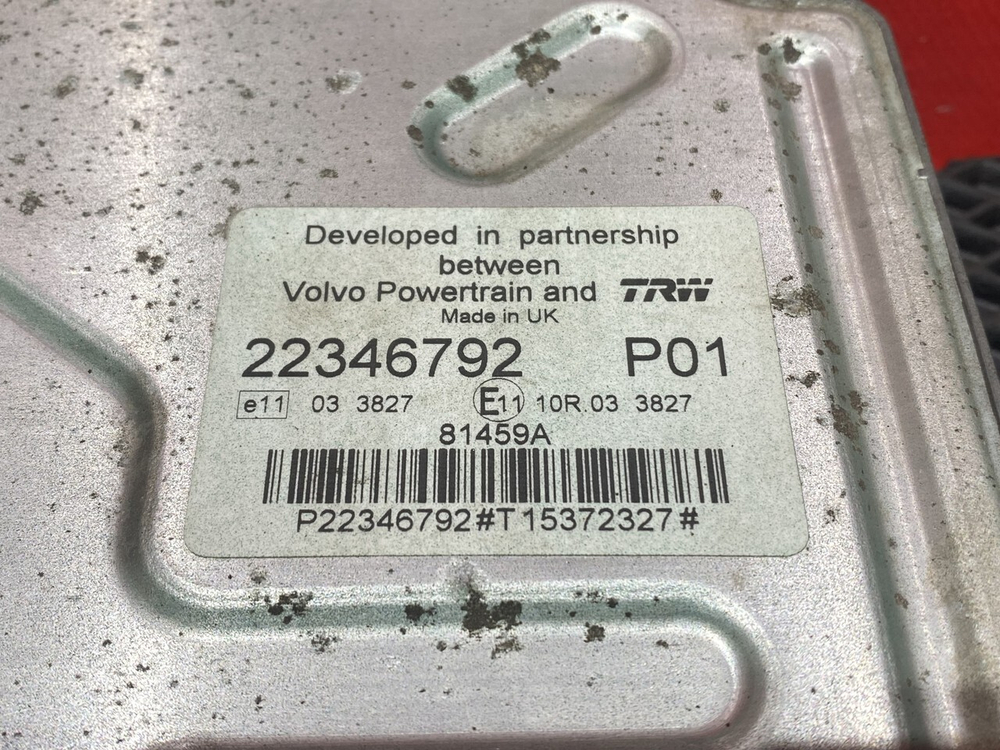 Developed in partnership
between
Volvo Powertrain and TRW
Made in UK
22346792 P01
e11 03 3827 E11 10R.03 3827
81459A
P22346792#T15372327#